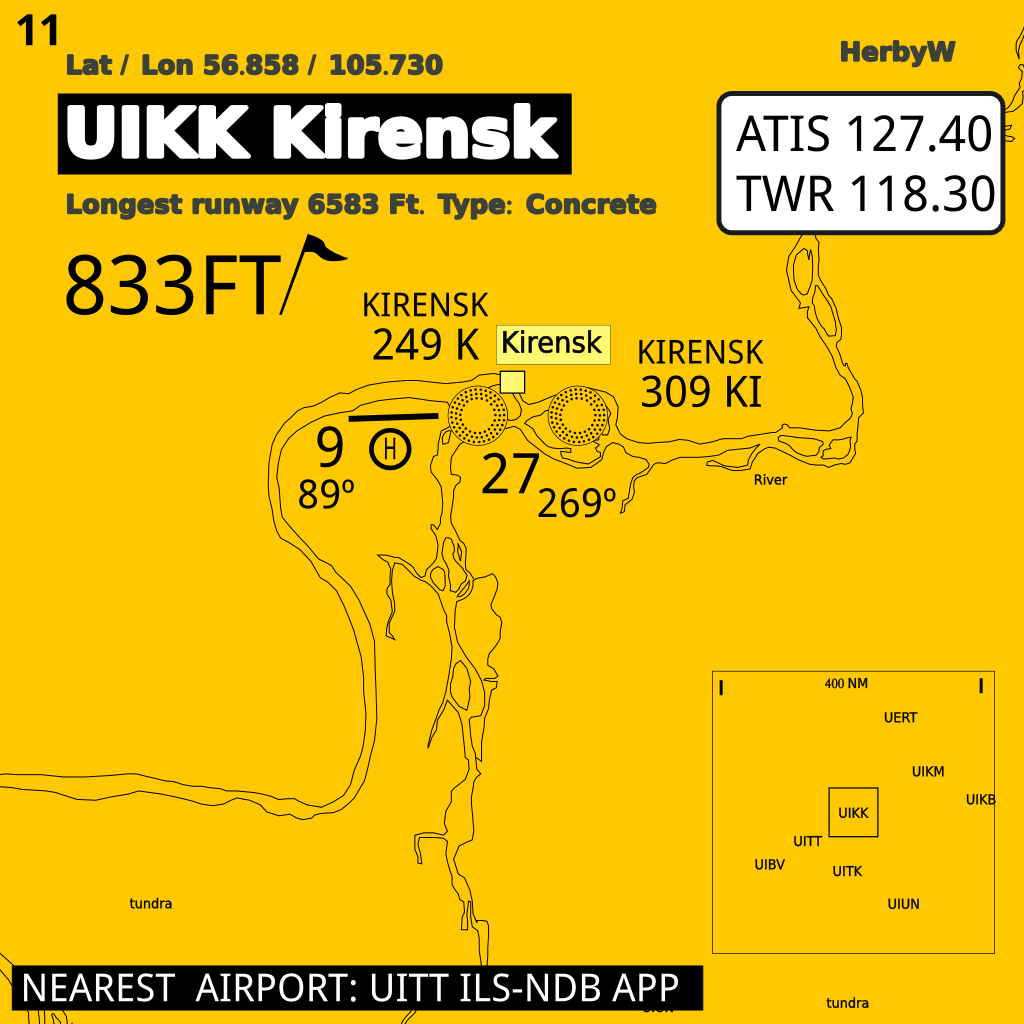 11
Lat / Lon 56.858 / 105.730
HerbyW
UIKK Kirensk
ATIS 127.40
TWR 118.30
Longest runway 6583 Ft. Type: Concrete
833FT
KIRENSK
249 K
Kirensk
KIRENSK
309 KI
9
H
89º
27
269º
River
400 NM
UERT
UIKM
UIKB
UIKK
UITT
UIBV
UITK
UIUN
tundra
NEAREST AIRPORT: UITT ILS-NDB APP
tundra